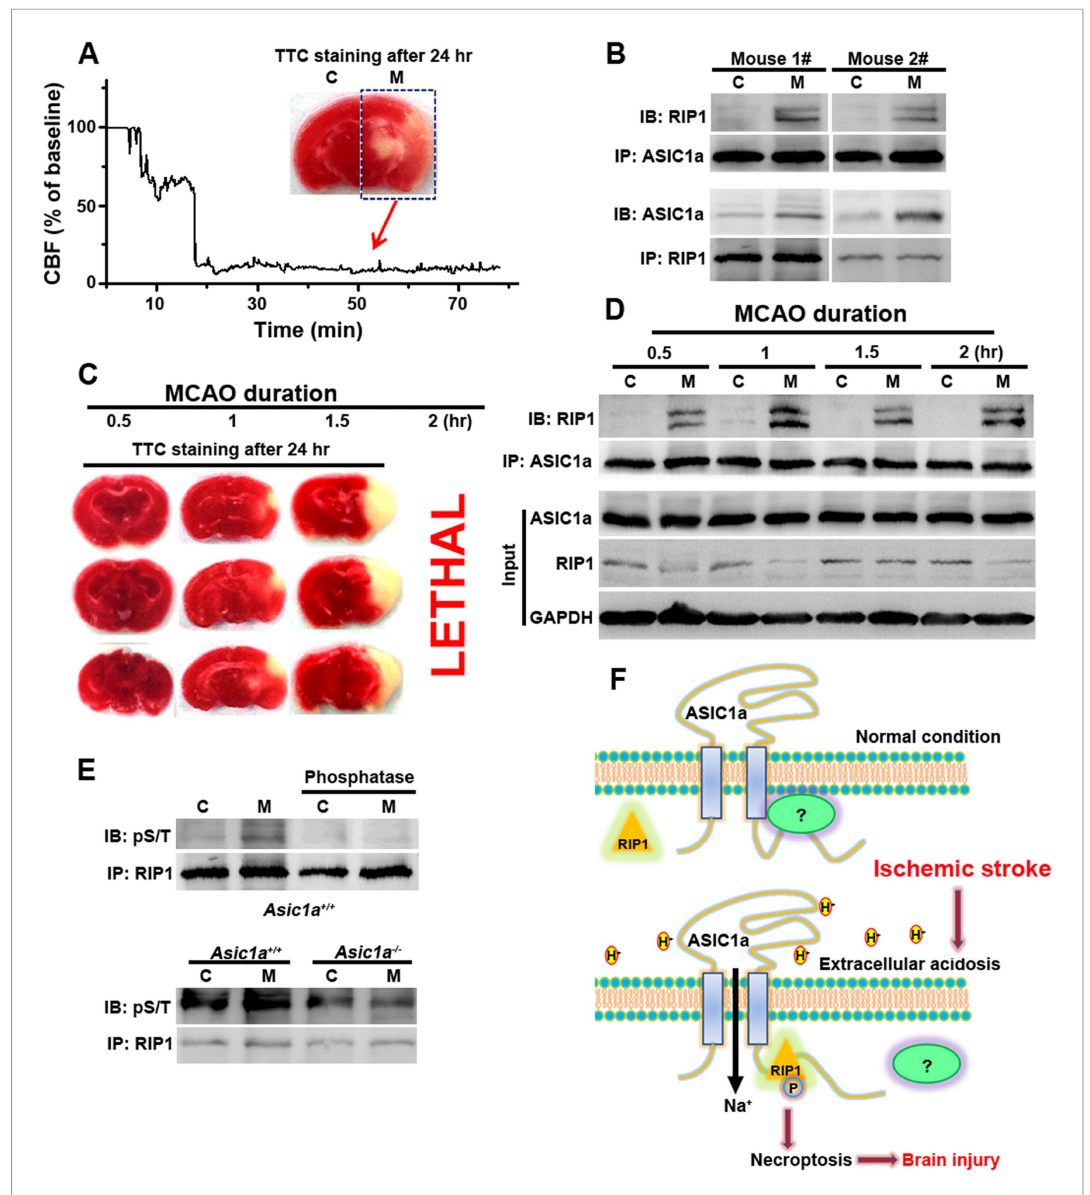 A
TTC staining after 24 hr
C M
CBF (% of baseline)
100
50
0
10 30 50 70
Time (min)
B
Mouse 1# Mouse 2#
C M C M
IB: RIP1
IP: ASIC1a
IB: ASIC1a
IP: RIP1
C
MCAO duration
0.5 1 1.5 2 (hr)
TTC staining after 24 hr
LETHAL
D
MCAO duration
0.5 1 1.5 2 (hr)
C M C M C M C M
IB: RIP1
IP: ASIC1a
Input
ASIC1a
RIP1
GAPDH
E
Phosphatase
C M C M
IB: pS/T
IP: RIP1
Asic1a+/+
Asic1a+/+ Asic1a-/-
C M C M
IB: pS/T
IP: RIP1
F
ASIC1a
Normal condition
RIP1
?
Ischemic stroke
ASIC1a
H+ H+ H+ H+ H+ H+
Extracellular acidosis
RIP1
P
?
Na+
Necroptosis
Brain injury